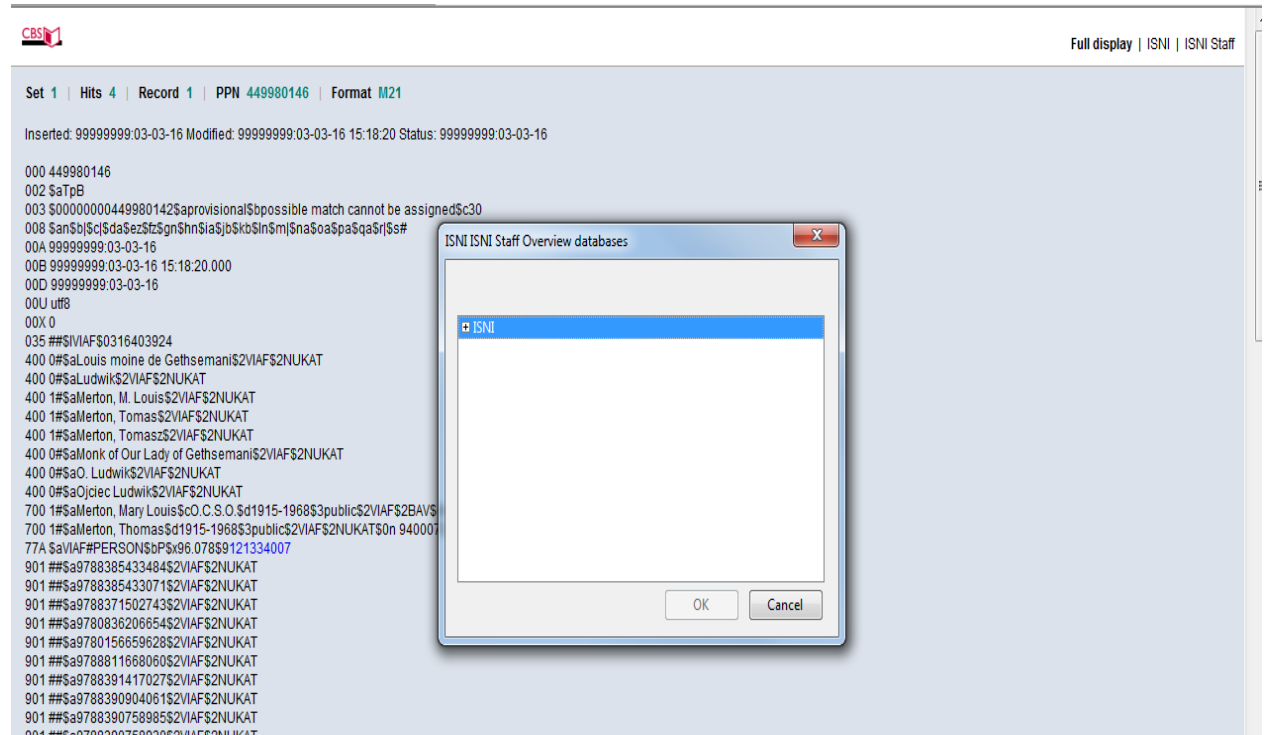 CBS
Full display | ISNI | ISNI Staff
Set 1 | Hits 4 | Record 1 | PPN 449980146 | Format M21
Inserted: 99999999:03-03-16 Modified: 99999999:03-03-16 15:18:20 Status: 99999999:03-03-16
000 449980146
002 $aTpB
003 $00000000449980142$aprovisional$bpossible match cannot be assigned$c30
008 $an$b|$c|$da$ez$fz$gn$hn$ia$jb$kb$ln$m|$na$oa$pa$qa$r|$s#
00A 99999999:03-03-16
00B 99999999:03-03-16 15:18:20.000
00D 99999999:03-03-16
00U utf8
00X 0
035 ##$IVIAF$0316403924
400 0#$aLouis moine de Gethsemani$2VIAF$2NUKAT
400 0#$aLudwik$2VIAF$2NUKAT
400 1#$aMerton, M. Louis$2VIAF$2NUKAT
400 1#$aMerton, Tomas$2VIAF$2NUKAT
400 1#$aMerton, Tomasz$2VIAF$2NUKAT
400 0#$aMonk of Our Lady of Gethsemani$2VIAF$2NUKAT
400 0#$aO. Ludwik$2VIAF$2NUKAT
400 0#$aOjciec Ludwik$2VIAF$2NUKAT
700 1#$aMerton, Mary Louis$cO.C.S.O.$d1915-1968$3public$2VIAF$2BAV$
700 1#$aMerton, Thomas$d1915-1968$3public$2VIAF$2NUKAT$0n 940007
77A $aVIAF#PERSON$bP$x96.078$9121334007
901 ##$a9788385433484$2VIAF$2NUKAT
901 ##$a9788385433071$2VIAF$2NUKAT
901 ##$a9788371502743$2VIAF$2NUKAT
901 ##$a9780836206654$2VIAF$2NUKAT
901 ##$a9780156659628$2VIAF$2NUKAT
901 ##$a9788811668060$2VIAF$2NUKAT
901 ##$a9788391417027$2VIAF$2NUKAT
901 ##$a9788390904061$2VIAF$2NUKAT
901 ##$a9788390758985$2VIAF$2NUKAT
ISNI ISNI Staff Overview databases
ISNI
OK Cancel